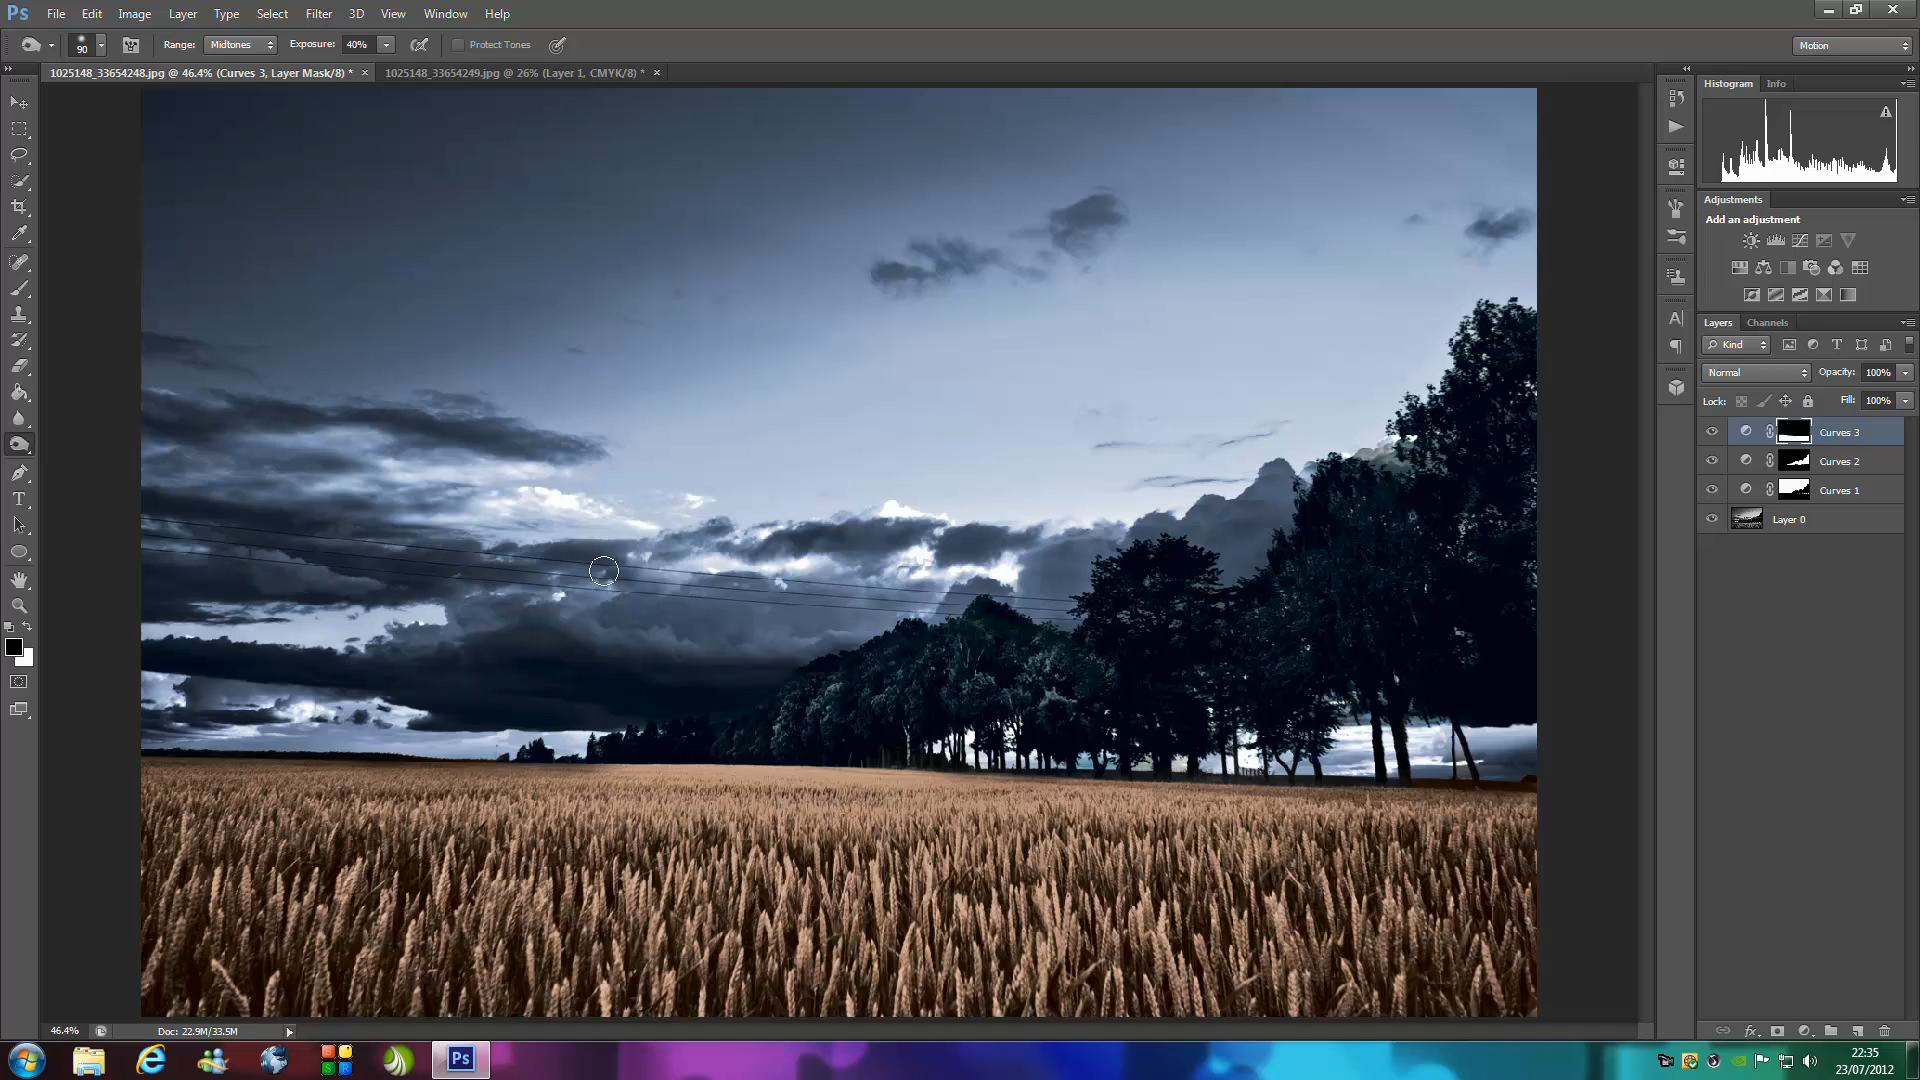 Ps File Edit Image Layer Type Select Filter 3D View Window Help
90 Range: Midtones Exposure: 40% Protect Tones Motion
1025148_33654248.jpg @ 46.4% (Curves 3, Layer Mask/8) * × 1025148_33654249.jpg @ 26% (Layer 1, CMYK/8) * ×
Histogram Info
Adjustments
Add an adjustment
Layers Channels
Kind
Normal Opacity: 100%
Lock: Fill: 100%
Curves 3
Curves 2
Curves 1
Layer 0
T
A
46.4% Doc: 22.9M/33.5M
fx
Ps
22:35
23/07/2012